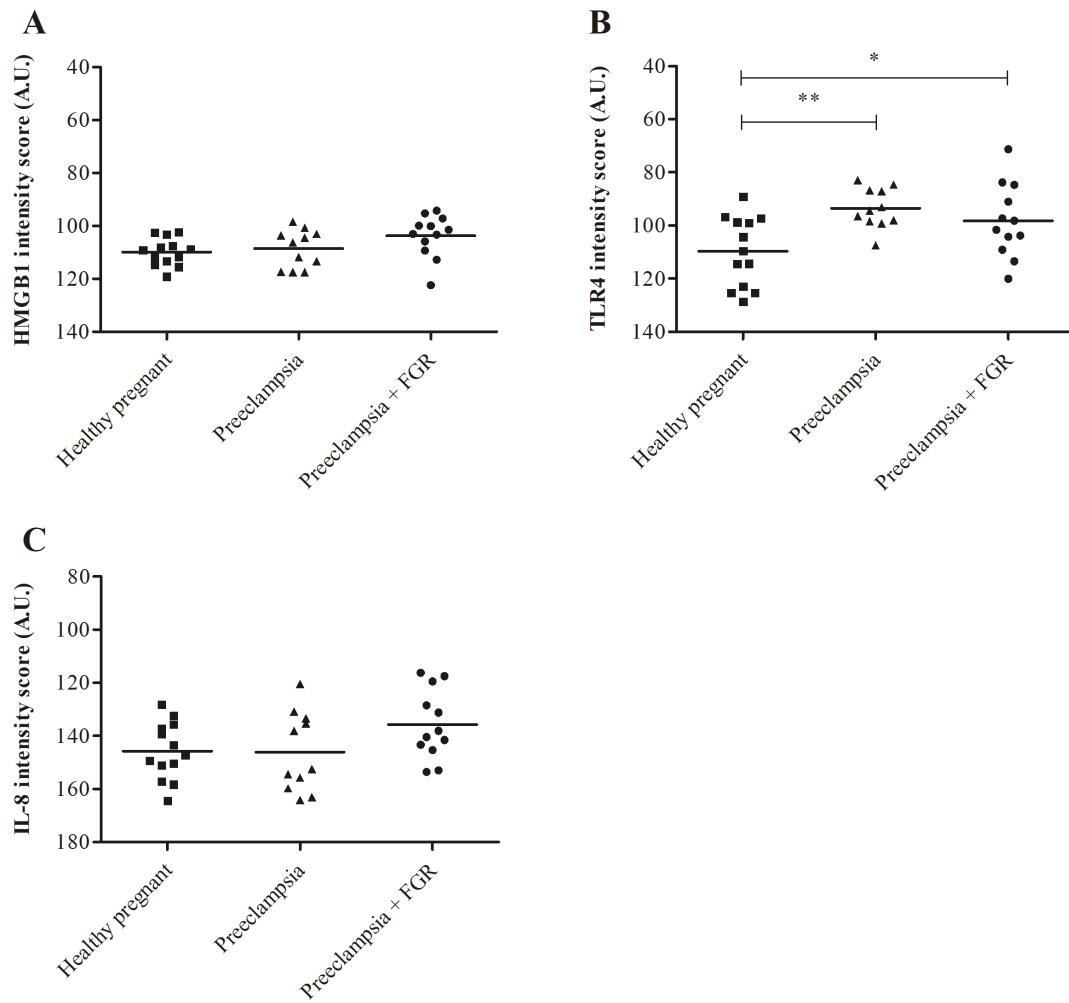 A
HMGB1 intensity score (A.U.)
40
60
80
100
120
140
Healthy pregnant
Preeclampsia
Preeclampsia + FGR
B
TLR4 intensity score (A.U.)
40
60
80
100
120
140
*
**
Healthy pregnant
Preeclampsia
Preeclampsia + FGR
C
IL-8 intensity score (A.U.)
80
100
120
140
160
180
Healthy pregnant
Preeclampsia
Preeclampsia + FGR